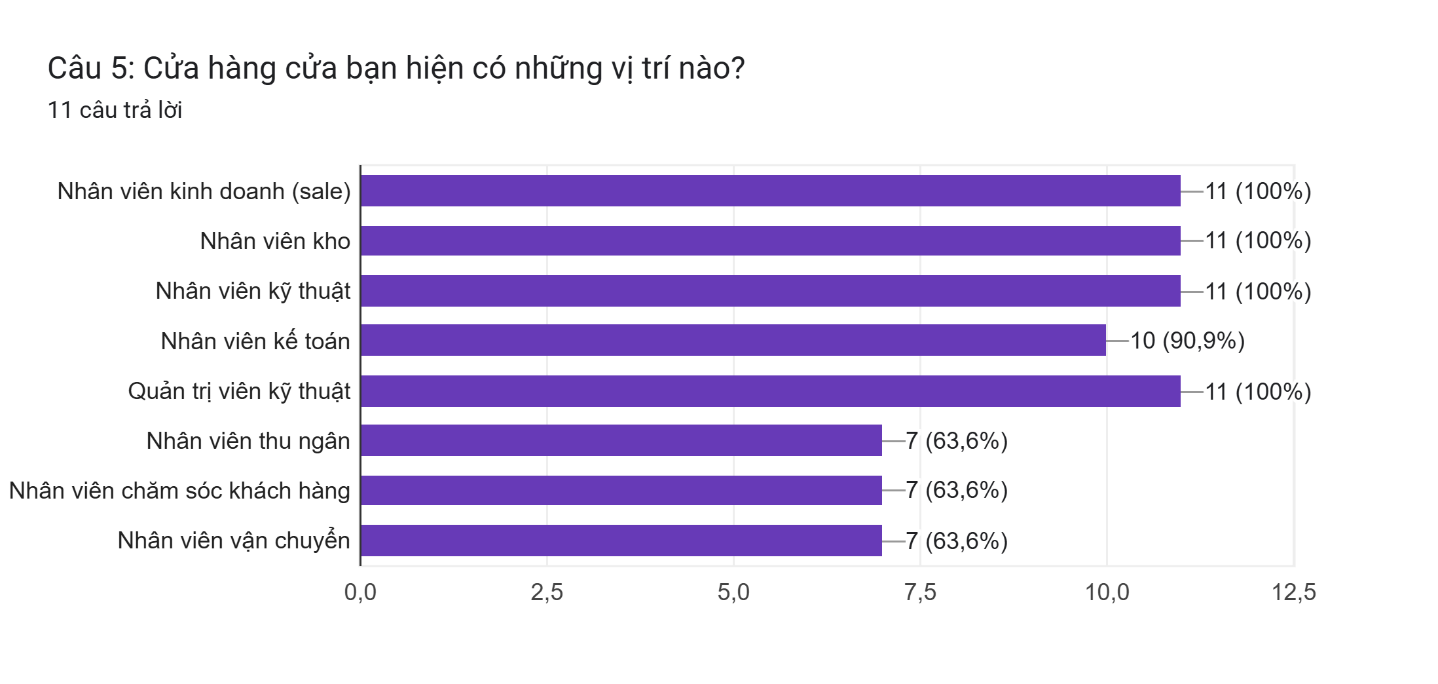 Câu 5: Cửa hàng cửa bạn hiện có những vị trí nào?
11 câu trả lời
Nhân viên kinh doanh (sale) 11 (100%)
Nhân viên kho 11 (100%)
Nhân viên kỹ thuật 11 (100%)
Nhân viên kế toán 10 (90,9%)
Quản trị viên kỹ thuật 11 (100%)
Nhân viên thu ngân 7 (63,6%)
Nhân viên chăm sóc khách hàng 7 (63,6%)
Nhân viên vận chuyển 7 (63,6%)
0,0 2,5 5,0 7,5 10,0 12,5